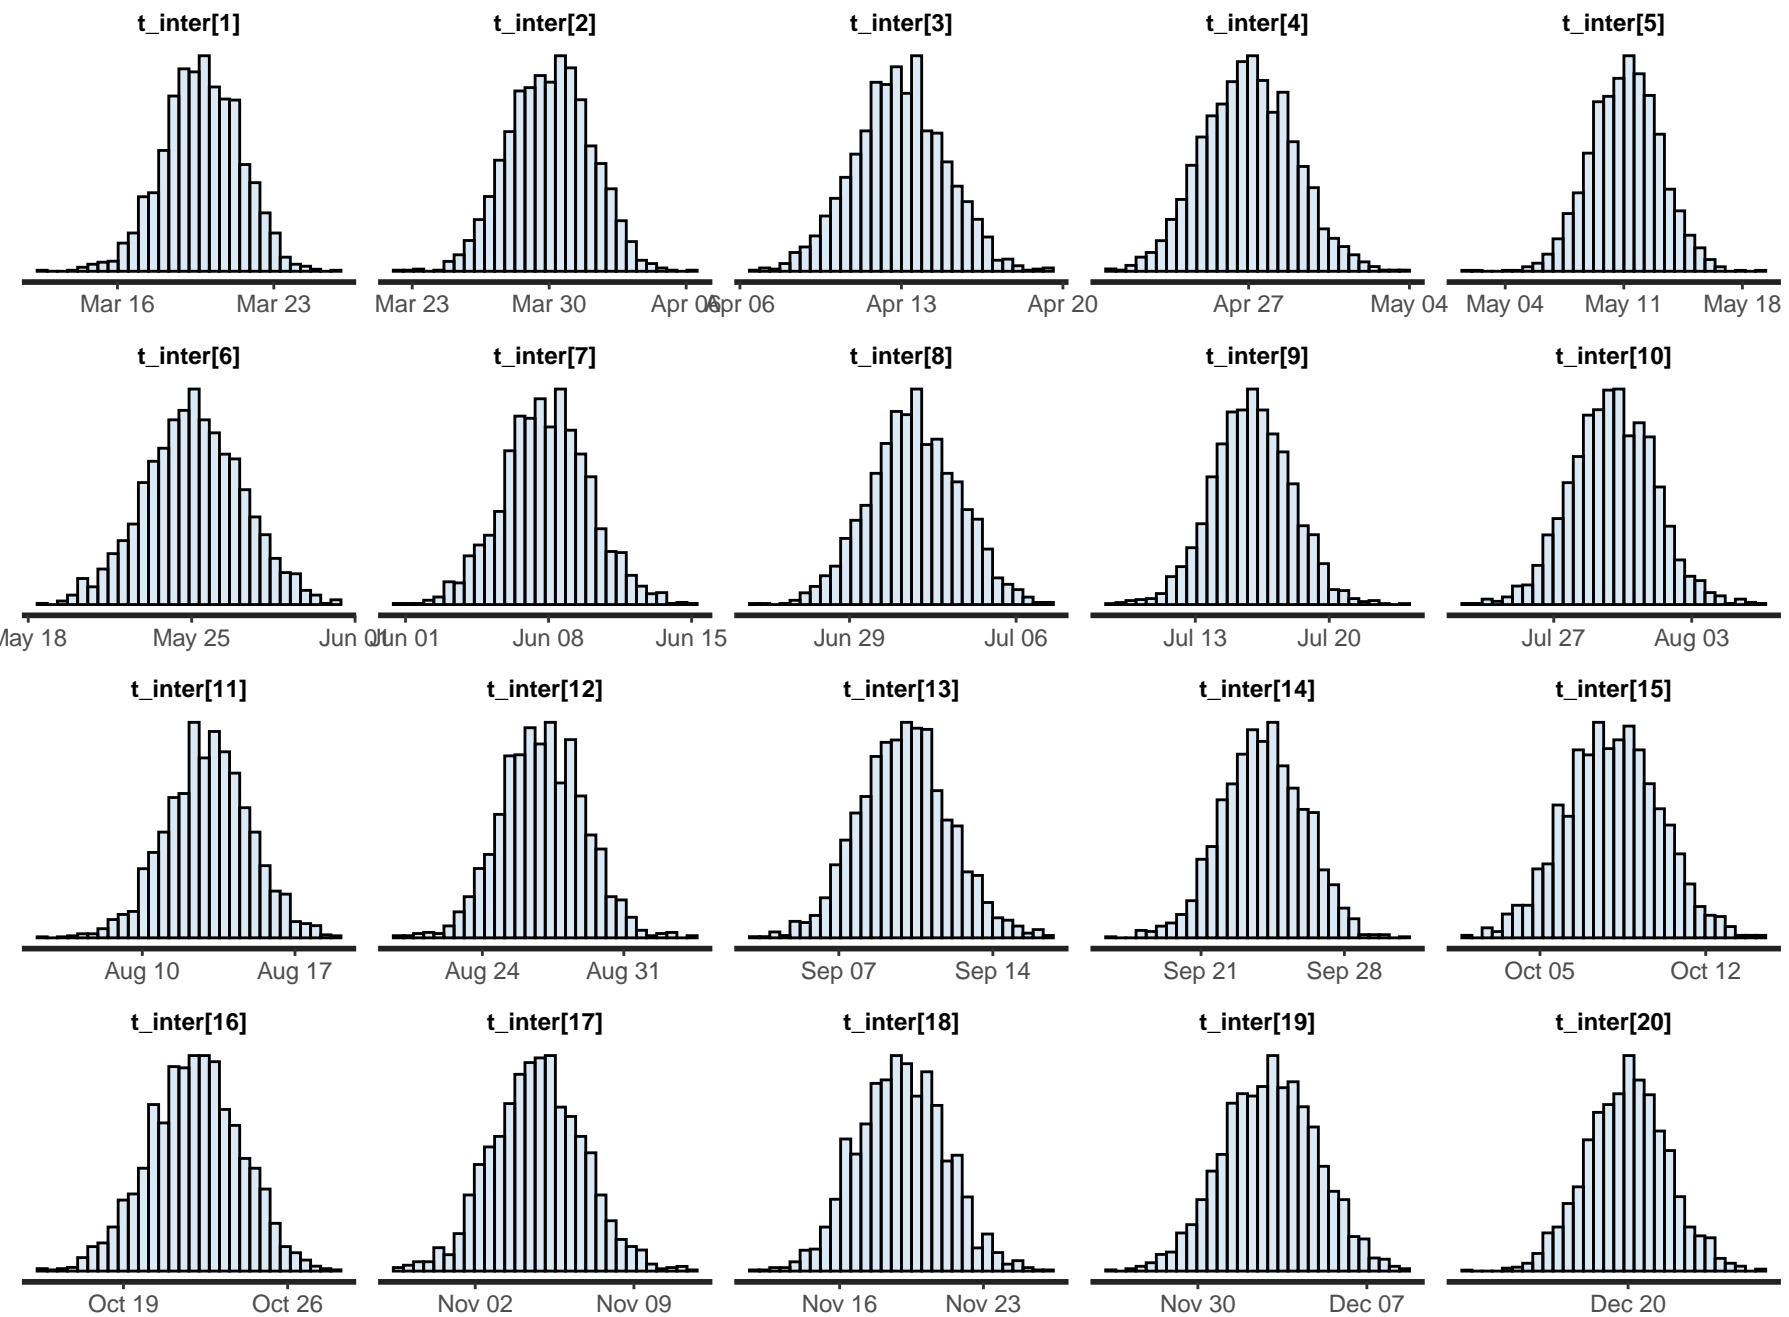 t_inter[1] t_inter[2] t_inter[3] t_inter[4] t_inter[5]
Mar 16 Mar 23 Mar 23 Mar 30 Apr 06 Apr 06 Apr 13 Apr 20 Apr 27 May 04 May 04 May 11 May 18
t_inter[6] t_inter[7] t_inter[8] t_inter[9] t_inter[10]
May 18 May 25 Jun 01 Jun 01 Jun 08 Jun 15 Jun 29 Jul 06 Jul 13 Jul 20 Jul 27 Aug 03
t_inter[11] t_inter[12] t_inter[13] t_inter[14] t_inter[15]
Aug 10 Aug 17 Aug 24 Aug 31 Sep 07 Sep 14 Sep 21 Sep 28 Oct 05 Oct 12
t_inter[16] t_inter[17] t_inter[18] t_inter[19] t_inter[20]
Oct 19 Oct 26 Nov 02 Nov 09 Nov 16 Nov 23 Nov 30 Dec 07 Dec 20